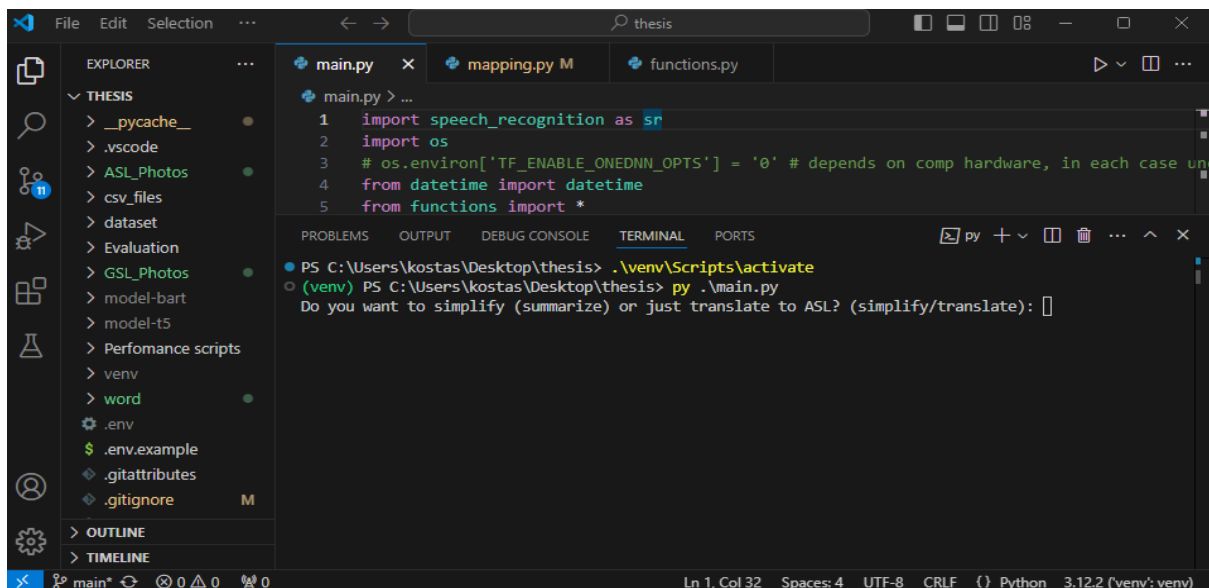 File Edit Selection ... thesis
EXPLORER ...
THESIS
> __pycache__
> .vscode
> ASL_Photos
> csv_files
> dataset
> Evaluation
> GSL_Photos
> model-bart
> model-t5
> Perfomance scripts
> venv
> word
.env
$ .env.example
.gitattributes
.gitignore M
> OUTLINE
> TIMELINE
11
main.py × mapping.py M functions.py
main.py > ...
1 import speech_recognition as sr
2 import os
3 # os.environ['TF_ENABLE_ONEDNN_OPTS'] = '0' # depends on comp hardware, in each case
4 from datetime import datetime
5 from functions import *
PROBLEMS OUTPUT DEBUG CONSOLE TERMINAL PORTS py
PS C:\Users\kostas\Desktop\thesis> .\venv\Scripts\activate
(venv) PS C:\Users\kostas\Desktop\thesis> py .\main.py
Do you want to simplify (summarize) or just translate to ASL? (simplify/translate):
main* 0 0 0 Ln 1, Col 32 Spaces: 4 UTF-8 CRLF {} Python 3.12.2 ('venv': venv)